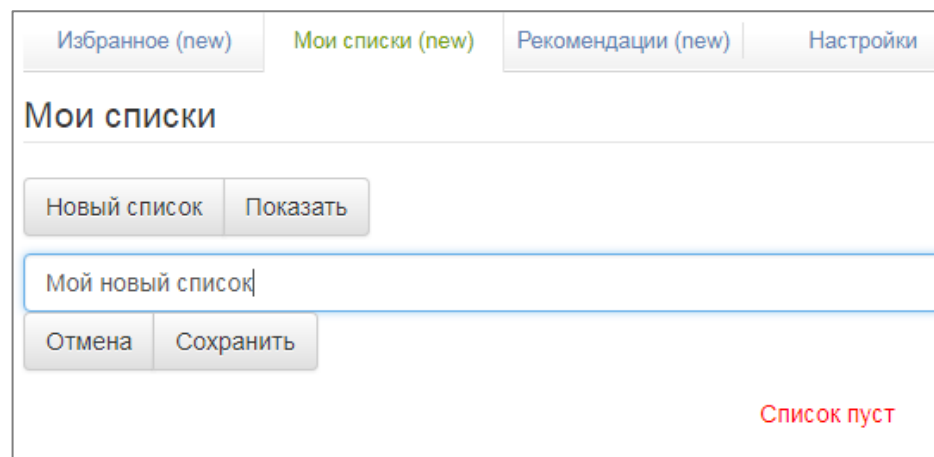 Избранное (new) Мои списки (new) Рекомендации (new) Настройки
Мои списки
Новый список Показать
Мой новый список
Отмена Сохранить
Список пуст